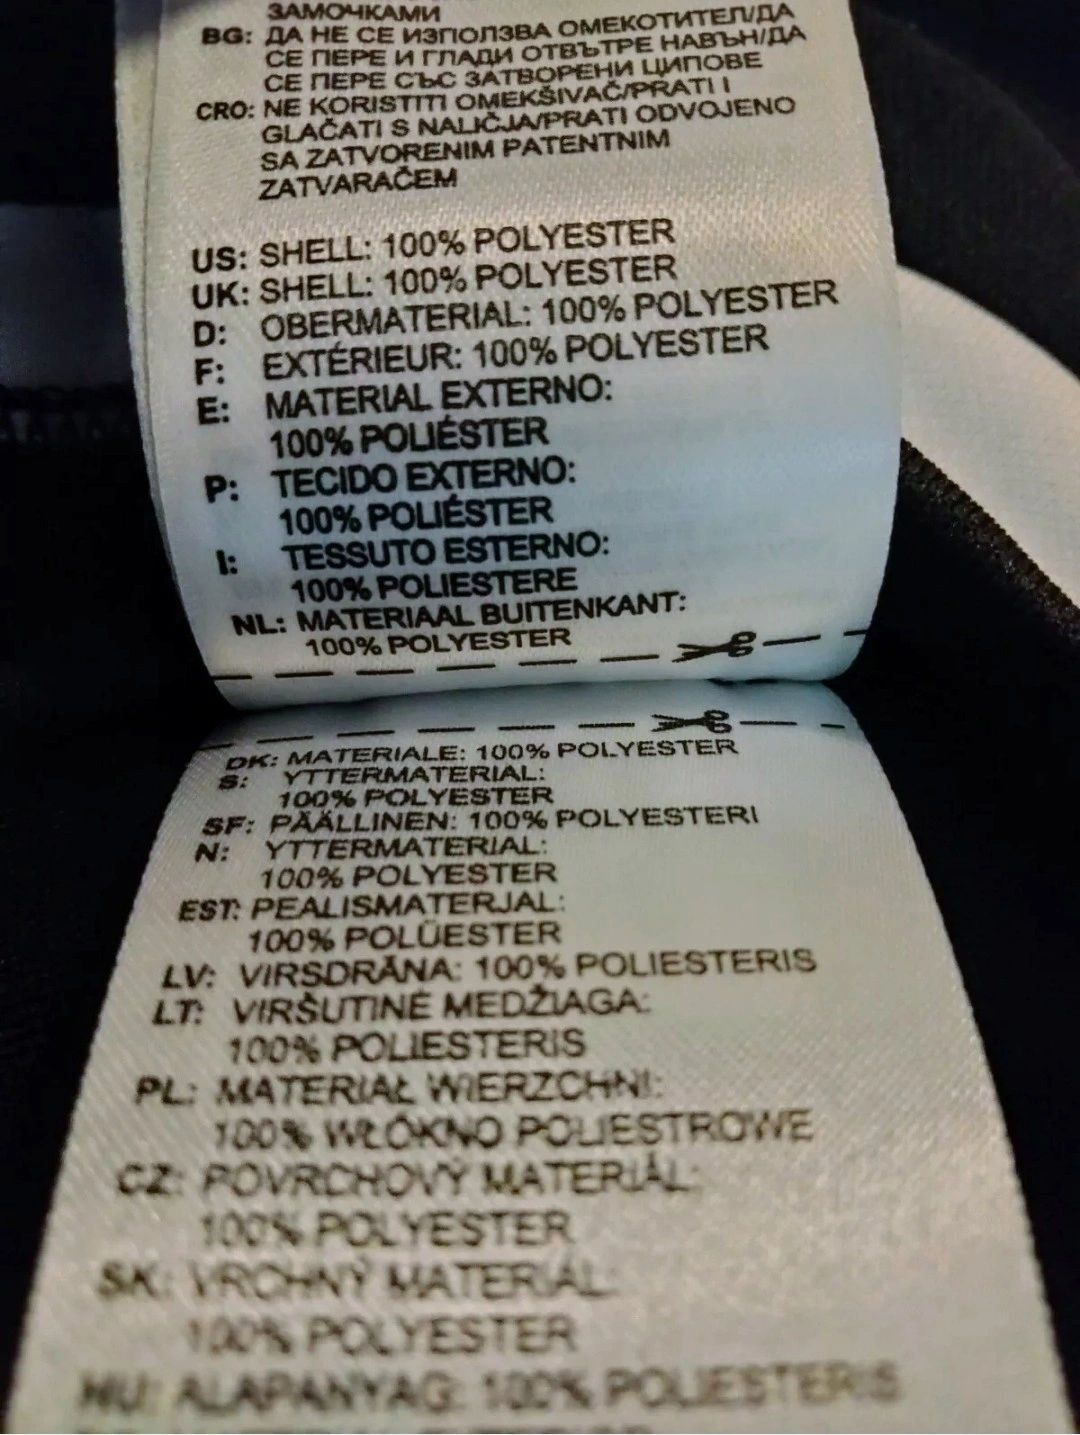 ЗАМОЧКАМИ
BG: ДА НЕ СЕ ИЗПОЛЗВА ОМЕКОТИТЕЛ/ДА
СЕ ПЕРЕ И ГЛАДИ ОТВЪТРЕ НАВЪН/ДА
СЕ ПЕРЕ СЪС ЗАТВОРЕНИ ЦИПОВЕ
CRO: NE KORISTITI OMEKŠIVAČ/PRATI I
GLAČATI S NALIČJA/PRATI ODVOJENO
SA ZATVORENIM PATENTNIM
ZATVARAČEM
US: SHELL: 100% POLYESTER
UK: SHELL: 100% POLYESTER
D: OBERMATERIAL: 100% POLYESTER
F: EXTÉRIEUR: 100% POLYESTER
E: MATERIAL EXTERNO:
100% POLIÉSTER
P: TECIDO EXTERNO:
100% POLIÉSTER
I: TESSUTO ESTERNO:
100% POLIESTERE
NL: MATERIAAL BUITENKANT:
100% POLYESTER
DK: MATERIALE: 100% POLYESTER
S: YTTERMATERIAL:
100% POLYESTER
SF: PÄÄLLINEN: 100% POLYESTERI
N: YTTERMATERIAL:
100% POLYESTER
EST: PEALISMATERJAL:
100% POLÜESTER
LV: VIRSDRĀNA: 100% POLIESTERIS
LT: VIRŠUTINĖ MEDŽIAGA:
100% POLIESTERIS
PL: MATERIAŁ WIERZCHNI:
100% WŁÓKNO POLIESTROWE
CZ: POVRCHOVÝ MATERIÁL:
100% POLYESTER
SK: VRCHNÝ MATERIÁL:
100% POLYESTER
HU: ALAPANYAG: 100% POLIESTERIS